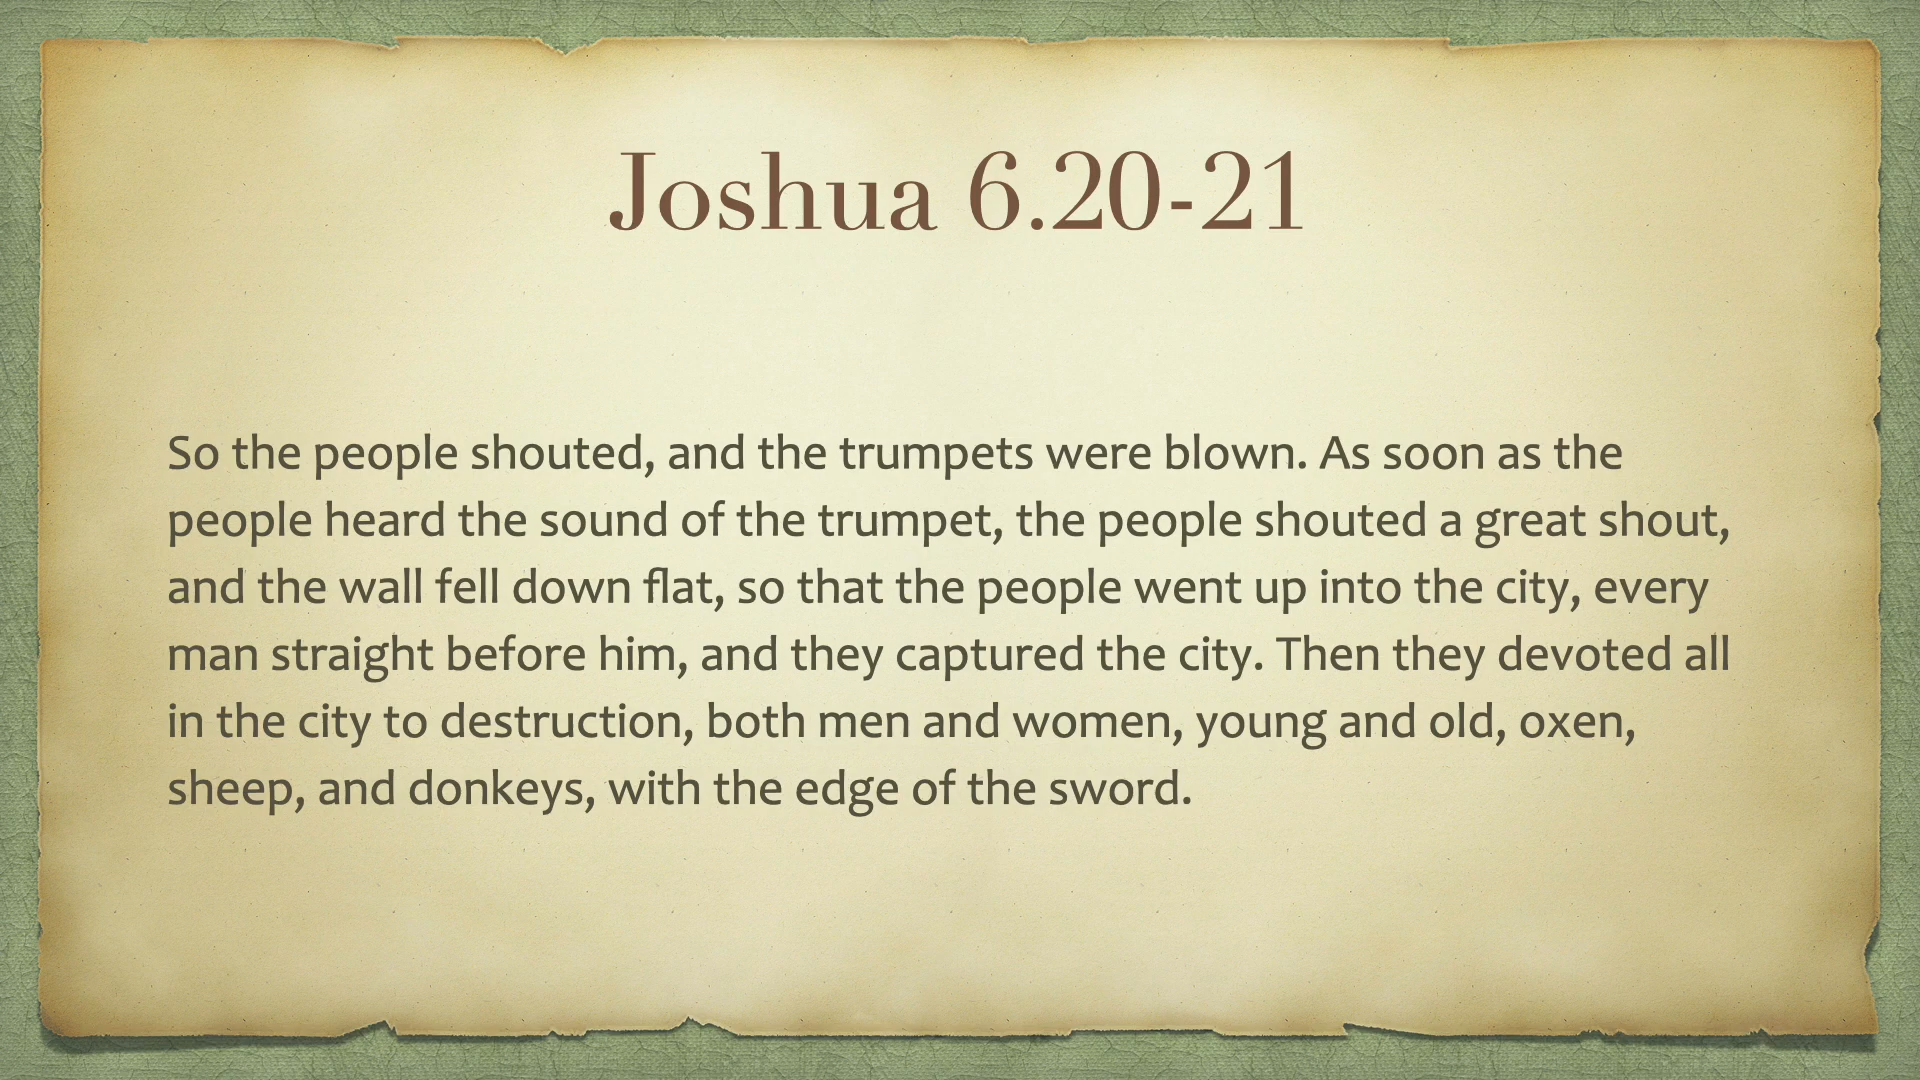 Joshua 6.20-21
So the people shouted, and the trumpets were blown. As soon as the
people heard the sound of the trumpet, the people shouted a great shout,
and the wall fell down flat, so that the people went up into the city, every
man straight before him, and they captured the city. Then they devoted all
in the city to destruction, both men and women, young and old, oxen,
sheep, and donkeys, with the edge of the sword.